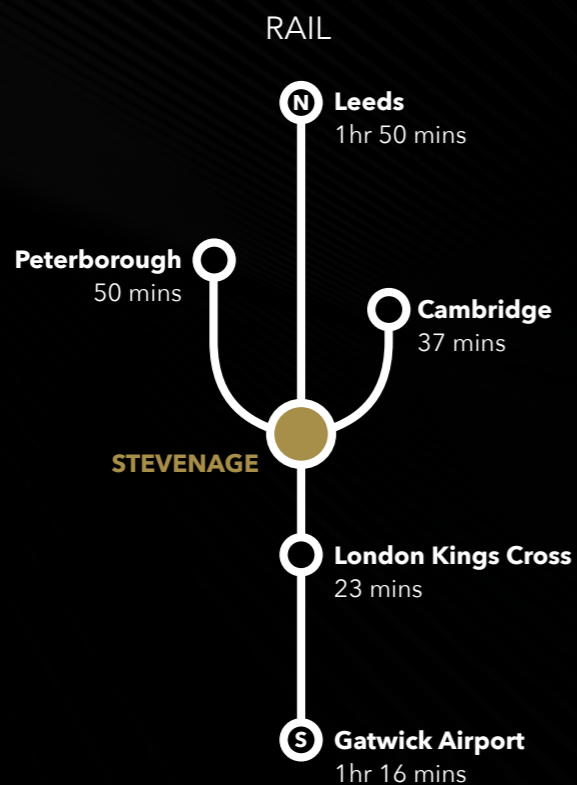 RAIL
N
Leeds
1hr 50 mins
Peterborough
50 mins
Cambridge
37 mins
STEVENAGE
London Kings Cross
23 mins
S
Gatwick Airport
1hr 16 mins